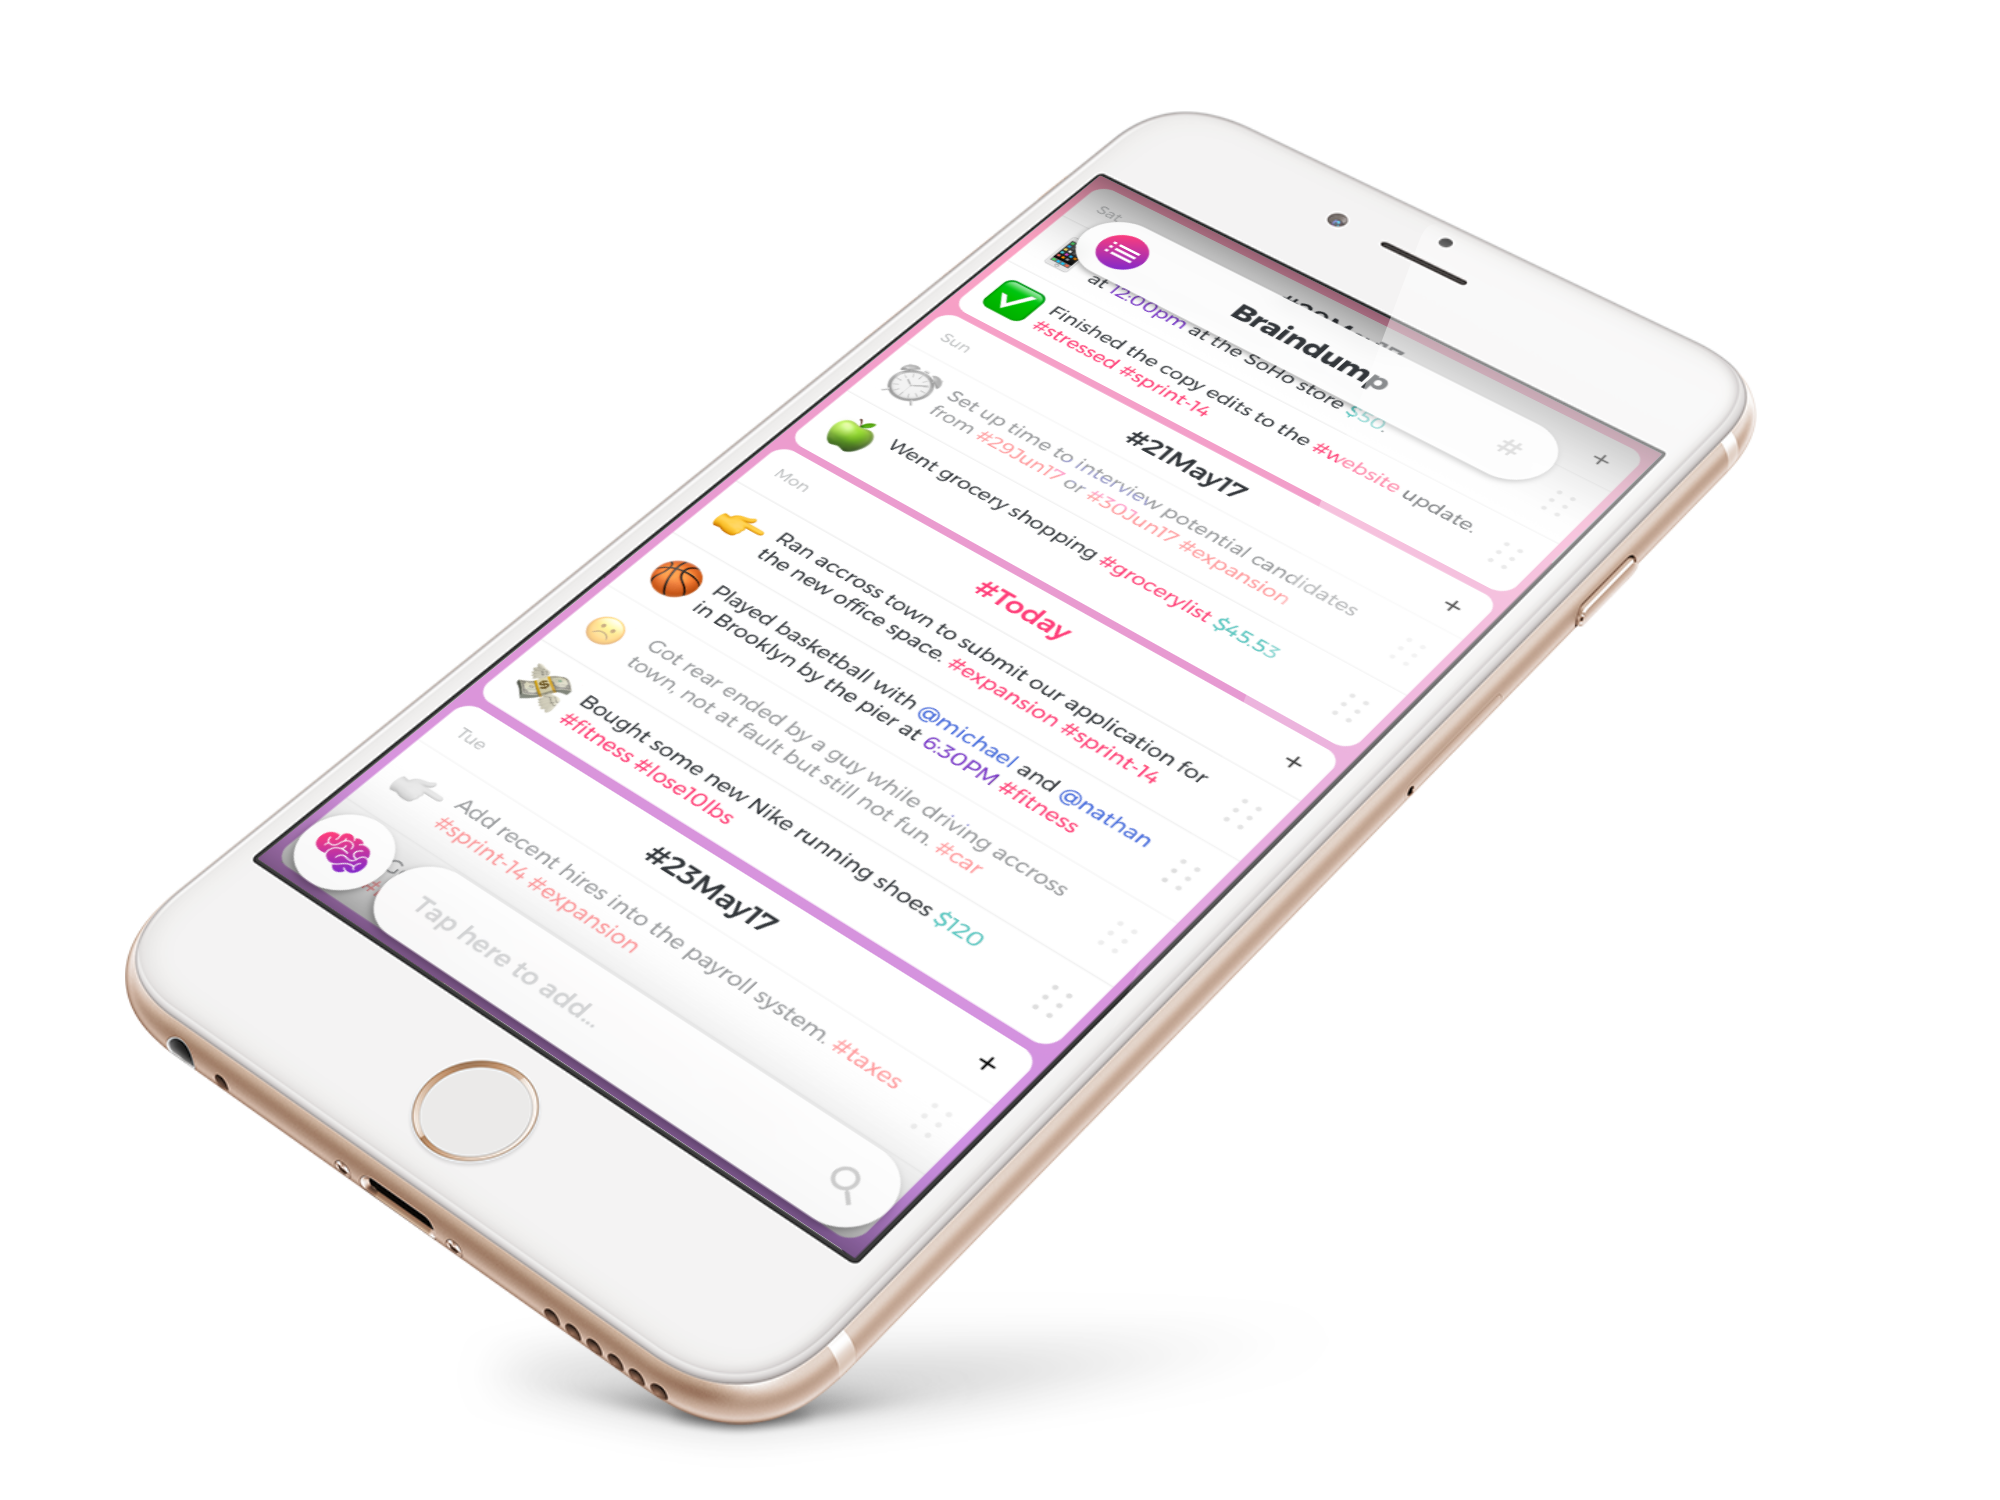 Sat
Braindump
#
+
at 12:00pm at the SoHo store $50.
Finished the copy edits to the #website update.
#stressed #sprint-14
Sun
#21May17
+
Set up time to interview potential candidates
from #29Jun17 or #30Jun17 #expansion
Went grocery shopping #grocerylist $45.53
Mon
#Today
+
Ran accross town to submit our application for
the new office space. #expansion #sprint-14
Played basketball with @michael and @nathan
in Brooklyn by the pier at 6:30PM #fitness
Got rear ended by a guy while driving accross
town, not at fault but still not fun. #car
Bought some new Nike running shoes $120
#fitness #lose10lbs
Tue
#23May17
+
Add recent hires into the payroll system. #taxes
#sprint-14 #expansion
Tap here to add...